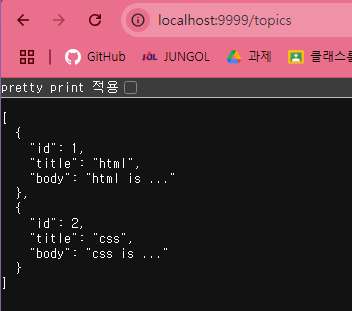 localhost:9999/topics
GitHub JUNGOL 과제 클래스룸
pretty print 적용
[
  {
    "id": 1,
    "title": "html",
    "body": "html is ..."
  },
  {
    "id": 2,
    "title": "css",
    "body": "css is ..."
  }
]